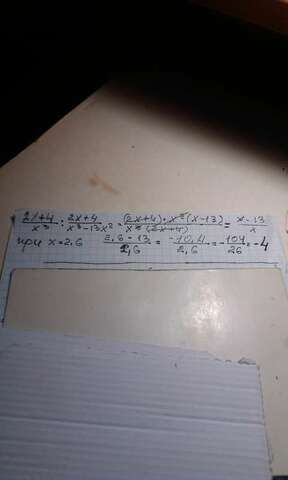 (2x+4)/x³ : (2x+4)/(x³-13x²) = ((2x+4)·x²(x-13))/(x³(2x+4)) = (x-13)/x
при x=2,6 (2,6-13)/2,6 = -10,4/2,6 = -104/26 = -4